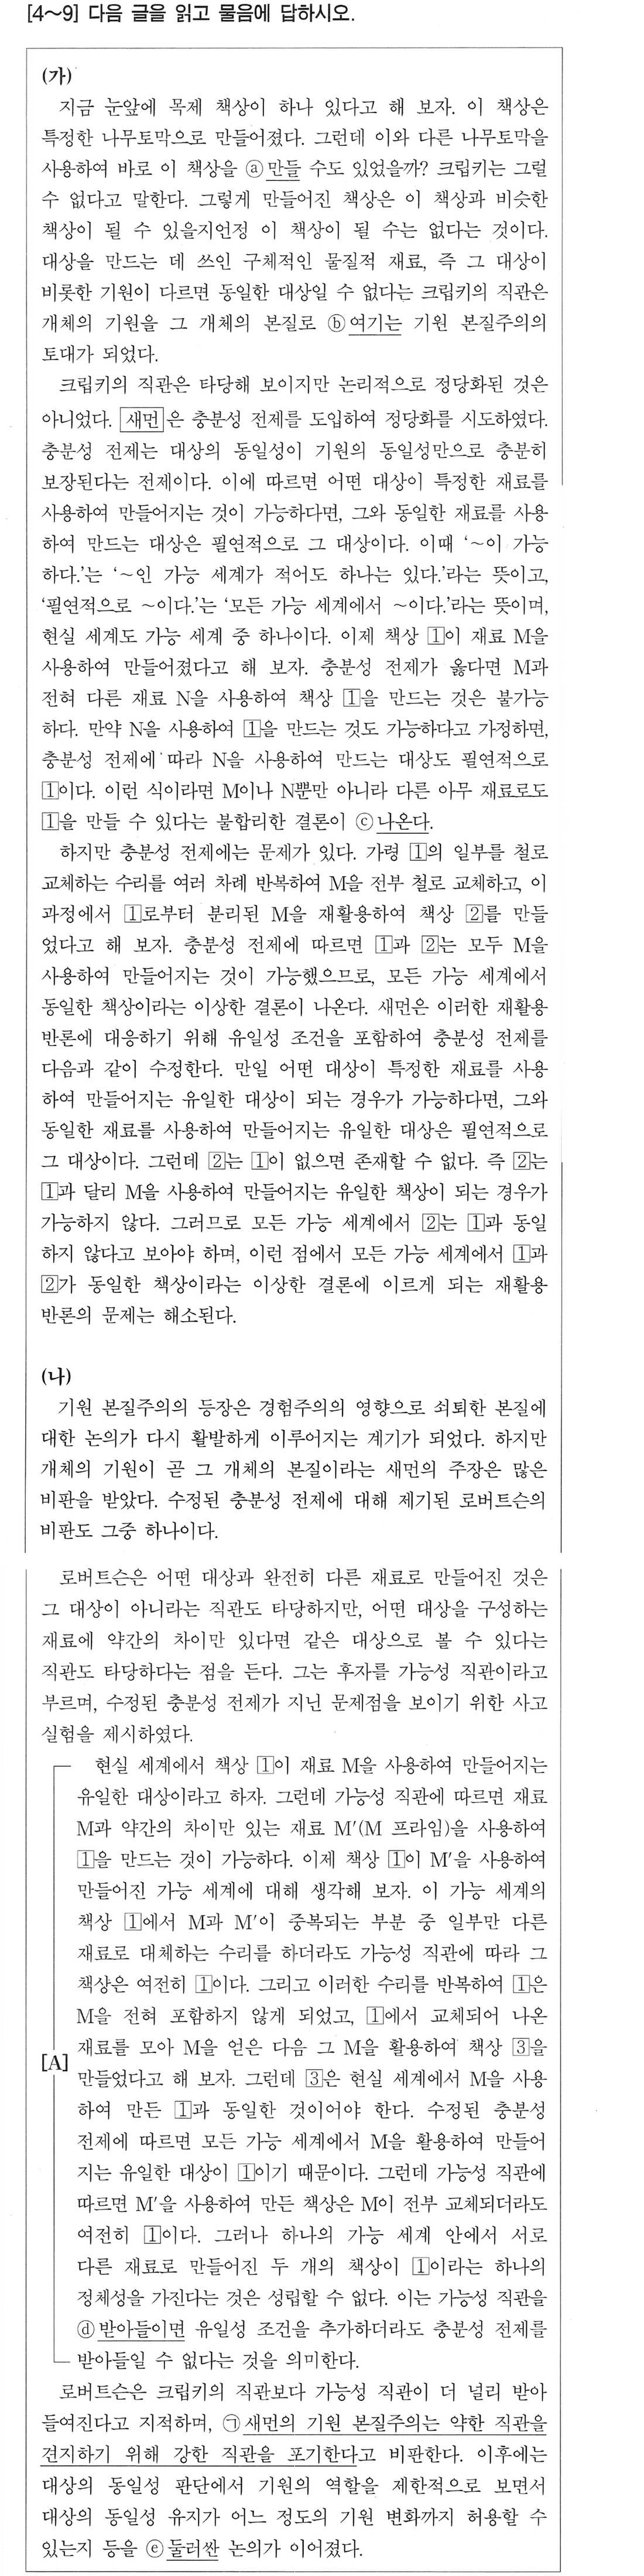 [4～9] 다음 글을 읽고 물음에 답하시오.
(가)
지금 눈앞에 목제 책상이 하나 있다고 해 보자. 이 책상은
특정한 나무토막으로 만들어졌다. 그런데 이와 다른 나무토막을
사용하여 바로 이 책상을 ⓐ만들 수도 있었을까? 크립키는 그럴
수 없다고 말한다. 그렇게 만들어진 책상은 이 책상과 비슷한
책상이 될 수 있을지언정 이 책상이 될 수는 없다는 것이다.
대상을 만드는 데 쓰인 구체적인 물질적 재료, 즉 그 대상이
비롯한 기원이 다르면 동일한 대상일 수 없다는 크립키의 직관은
개체의 기원을 그 개체의 본질로 ⓑ여기는 기원 본질주의의
토대가 되었다.
크립키의 직관은 타당해 보이지만 논리적으로 정당화된 것은
아니었다. 새먼은 충분성 전제를 도입하여 정당화를 시도하였다.
충분성 전제는 대상의 동일성이 기원의 동일성만으로 충분히
보장된다는 전제이다. 이에 따르면 어떤 대상이 특정한 재료를
사용하여 만들어지는 것이 가능하다면, 그와 동일한 재료를 사용
하여 만드는 대상은 필연적으로 그 대상이다. 이때 ‘～이 가능
하다.’는 ‘～인 가능 세계가 적어도 하나는 있다.’라는 뜻이고,
‘필연적으로 ～이다.’는 ‘모든 가능 세계에서 ～이다.’라는 뜻이며,
현실 세계도 가능 세계 중 하나이다. 이제 책상 1이 재료 M을
사용하여 만들어졌다고 해 보자. 충분성 전제가 옳다면 M과
전혀 다른 재료 N을 사용하여 책상 1을 만드는 것은 불가능
하다. 만약 N을 사용하여 1을 만드는 것도 가능하다고 가정하면,
충분성 전제에 따라 N을 사용하여 만드는 대상도 필연적으로
1이다. 이런 식이라면 M이나 N뿐만 아니라 다른 아무 재료로도
1을 만들 수 있다는 불합리한 결론이 ⓒ나온다.
하지만 충분성 전제에는 문제가 있다. 가령 1의 일부를 철로
교체하는 수리를 여러 차례 반복하여 M을 전부 철로 교체하고, 이
과정에서 1로부터 분리된 M을 재활용하여 책상 2를 만들
었다고 해 보자. 충분성 전제에 따르면 1과 2는 모두 M을
사용하여 만들어지는 것이 가능했으므로, 모든 가능 세계에서
동일한 책상이라는 이상한 결론이 나온다. 새먼은 이러한 재활용
반론에 대응하기 위해 유일성 조건을 포함하여 충분성 전제를
다음과 같이 수정한다. 만일 어떤 대상이 특정한 재료를 사용
하여 만들어지는 유일한 대상이 되는 경우가 가능하다면, 그와
동일한 재료를 사용하여 만들어지는 유일한 대상은 필연적으로
그 대상이다. 그런데 2는 1이 없으면 존재할 수 없다. 즉 2는
1과 달리 M을 사용하여 만들어지는 유일한 책상이 되는 경우가
가능하지 않다. 그러므로 모든 가능 세계에서 2는 1과 동일
하지 않다고 보아야 하며, 이런 점에서 모든 가능 세계에서 1과
2가 동일한 책상이라는 이상한 결론에 이르게 되는 재활용
반론의 문제는 해소된다.
(나)
기원 본질주의의 등장은 경험주의의 영향으로 쇠퇴한 본질에
대한 논의가 다시 활발하게 이루어지는 계기가 되었다. 하지만
개체의 기원이 곧 그 개체의 본질이라는 새먼의 주장은 많은
비판을 받았다. 수정된 충분성 전제에 대해 제기된 로버트슨의
비판도 그중 하나이다.
로버트슨은 어떤 대상과 완전히 다른 재료로 만들어진 것은
그 대상이 아니라는 직관도 타당하지만, 어떤 대상을 구성하는
재료에 약간의 차이만 있다면 같은 대상으로 볼 수 있다는
직관도 타당하다는 점을 든다. 그는 후자를 가능성 직관이라고
부르며, 수정된 충분성 전제가 지닌 문제점을 보이기 위한 사고
실험을 제시하였다.
현실 세계에서 책상 1이 재료 M을 사용하여 만들어지는
유일한 대상이라고 하자. 그런데 가능성 직관에 따르면 재료
M과 약간의 차이만 있는 재료 M′(M 프라임)을 사용하여
1을 만드는 것이 가능하다. 이제 책상 1이 M′을 사용하여
만들어진 가능 세계에 대해 생각해 보자. 이 가능 세계의
책상 1에서 M과 M′이 중복되는 부분 중 일부만 다른
재료로 대체하는 수리를 하더라도 가능성 직관에 따라 그
책상은 여전히 1이다. 그리고 이러한 수리를 반복하여 1은
M을 전혀 포함하지 않게 되었고, 1에서 교체되어 나온
재료를 모아 M을 얻은 다음 그 M을 활용하여 책상 3을
[A] 만들었다고 해 보자. 그런데 3은 현실 세계에서 M을 사용
하여 만든 1과 동일한 것이어야 한다. 수정된 충분성
전제에 따르면 모든 가능 세계에서 M을 활용하여 만들어
지는 유일한 대상이 1이기 때문이다. 그런데 가능성 직관에
따르면 M′을 사용하여 만든 책상은 M이 전부 교체되더라도
여전히 1이다. 그러나 하나의 가능 세계 안에서 서로
다른 재료로 만들어진 두 개의 책상이 1이라는 하나의
정체성을 가진다는 것은 성립할 수 없다. 이는 가능성 직관을
ⓓ받아들이면 유일성 조건을 추가하더라도 충분성 전제를
받아들일 수 없다는 것을 의미한다.
로버트슨은 크립키의 직관보다 가능성 직관이 더 널리 받아
들여진다고 지적하며, ㉠새먼의 기원 본질주의는 약한 직관을
견지하기 위해 강한 직관을 포기한다고 비판한다. 이후에는
대상의 동일성 판단에서 기원의 역할을 제한적으로 보면서
대상의 동일성 유지가 어느 정도의 기원 변화까지 허용할 수
있는지 등을 ⓔ둘러싼 논의가 이어졌다.